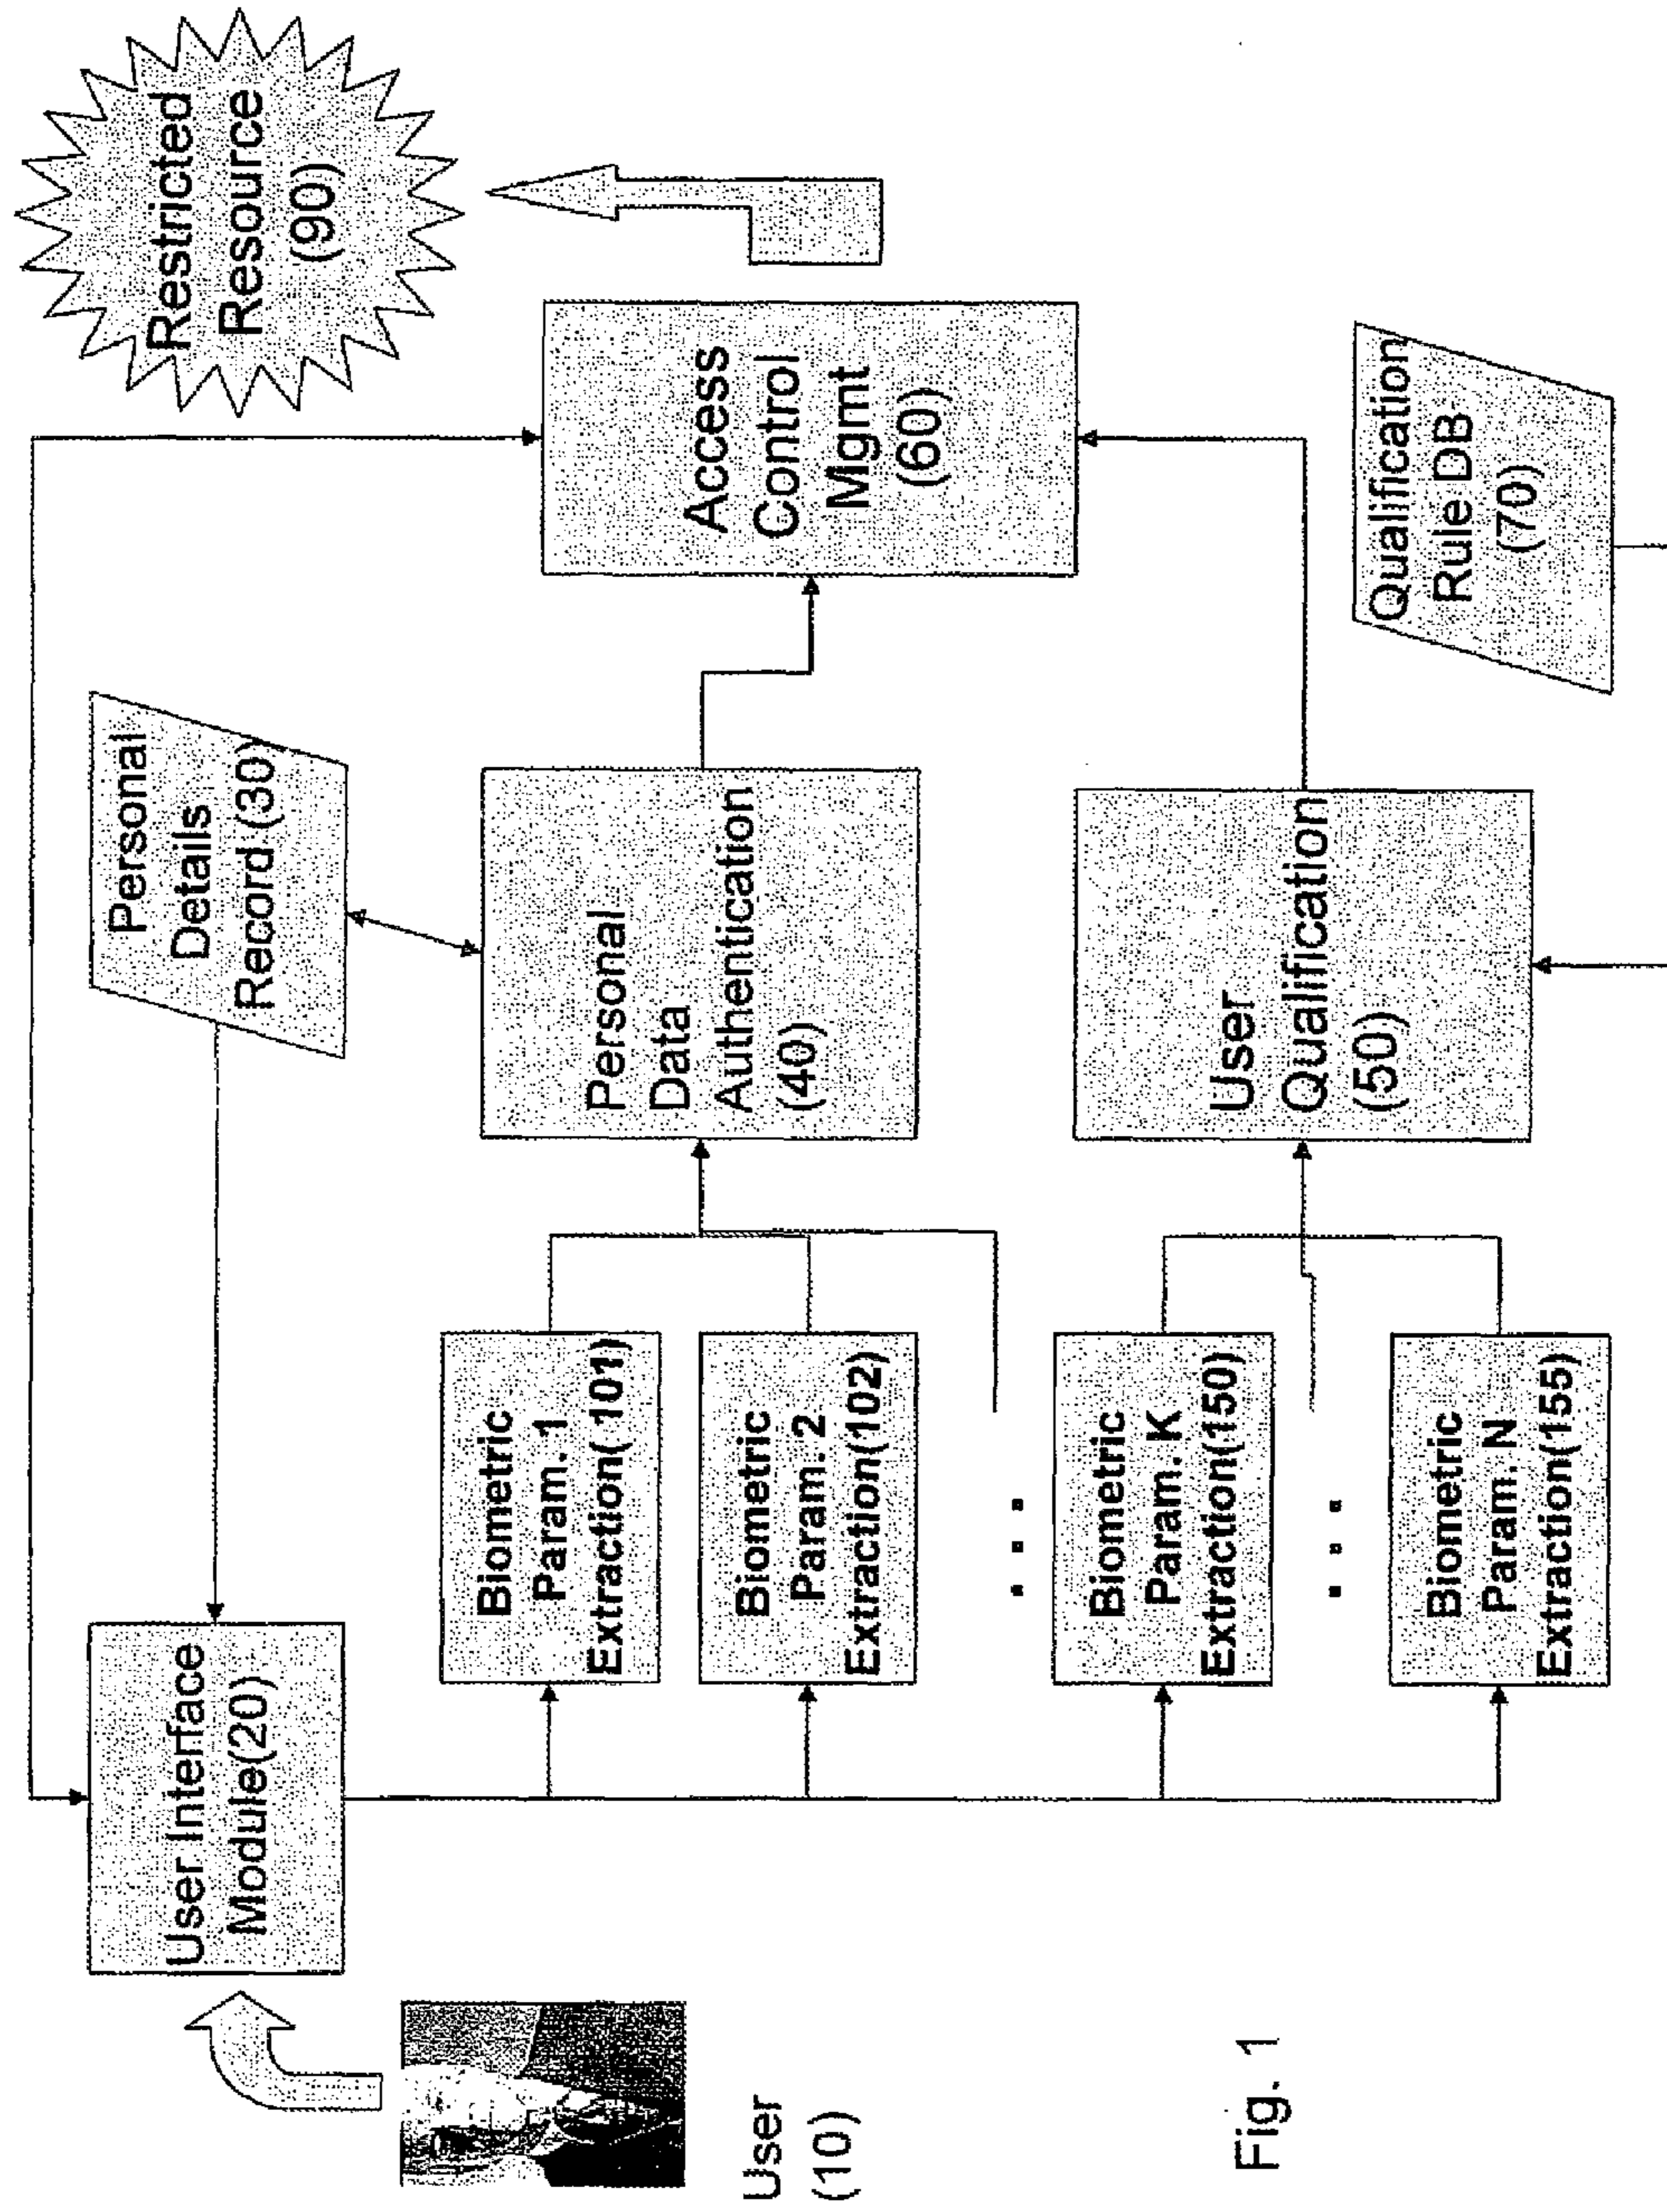 User
(10)
User Interface
Module(20)
Personal
Details
Record (30)
Restricted
Resource
(90)
Biometric
Param. 1
Extraction( 101)
Biometric
Param. 2
Extraction(102)
Personal
Data
Authentication
(40)
Access
Control
Mgmt
(60)
Biometric
Param. K
Extraction(150)
Biometric
Param. N
Extraction(155)
User
Qualification
(50)
Qualification
Rule DB
(70)
Fig. 1